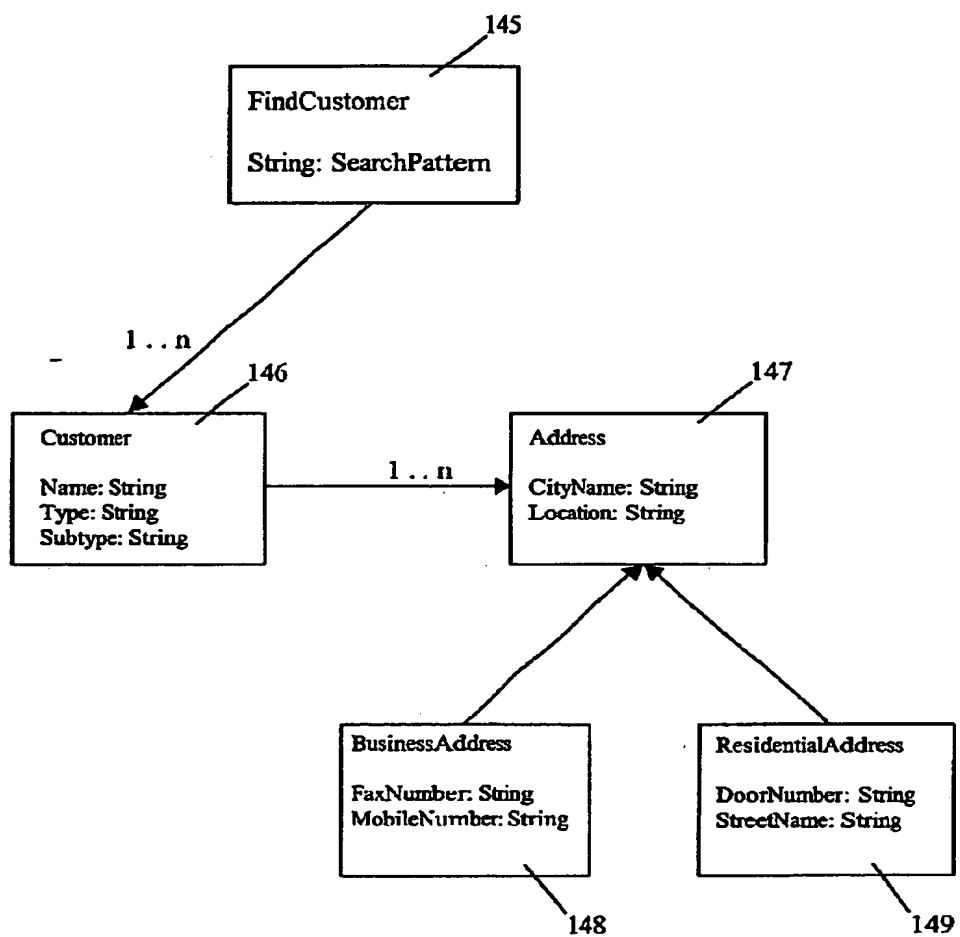 145
FindCustomer
String: SearchPattern
1 . . n
146
147
Customer
Name: String
Type: String
Subtype: String
1 . . n
Address
CityName: String
Location: String
BusinessAddress
FaxNumber: String
MobileNumber: String
ResidentialAddress
DoorNumber: String
StreetName: String
148
149